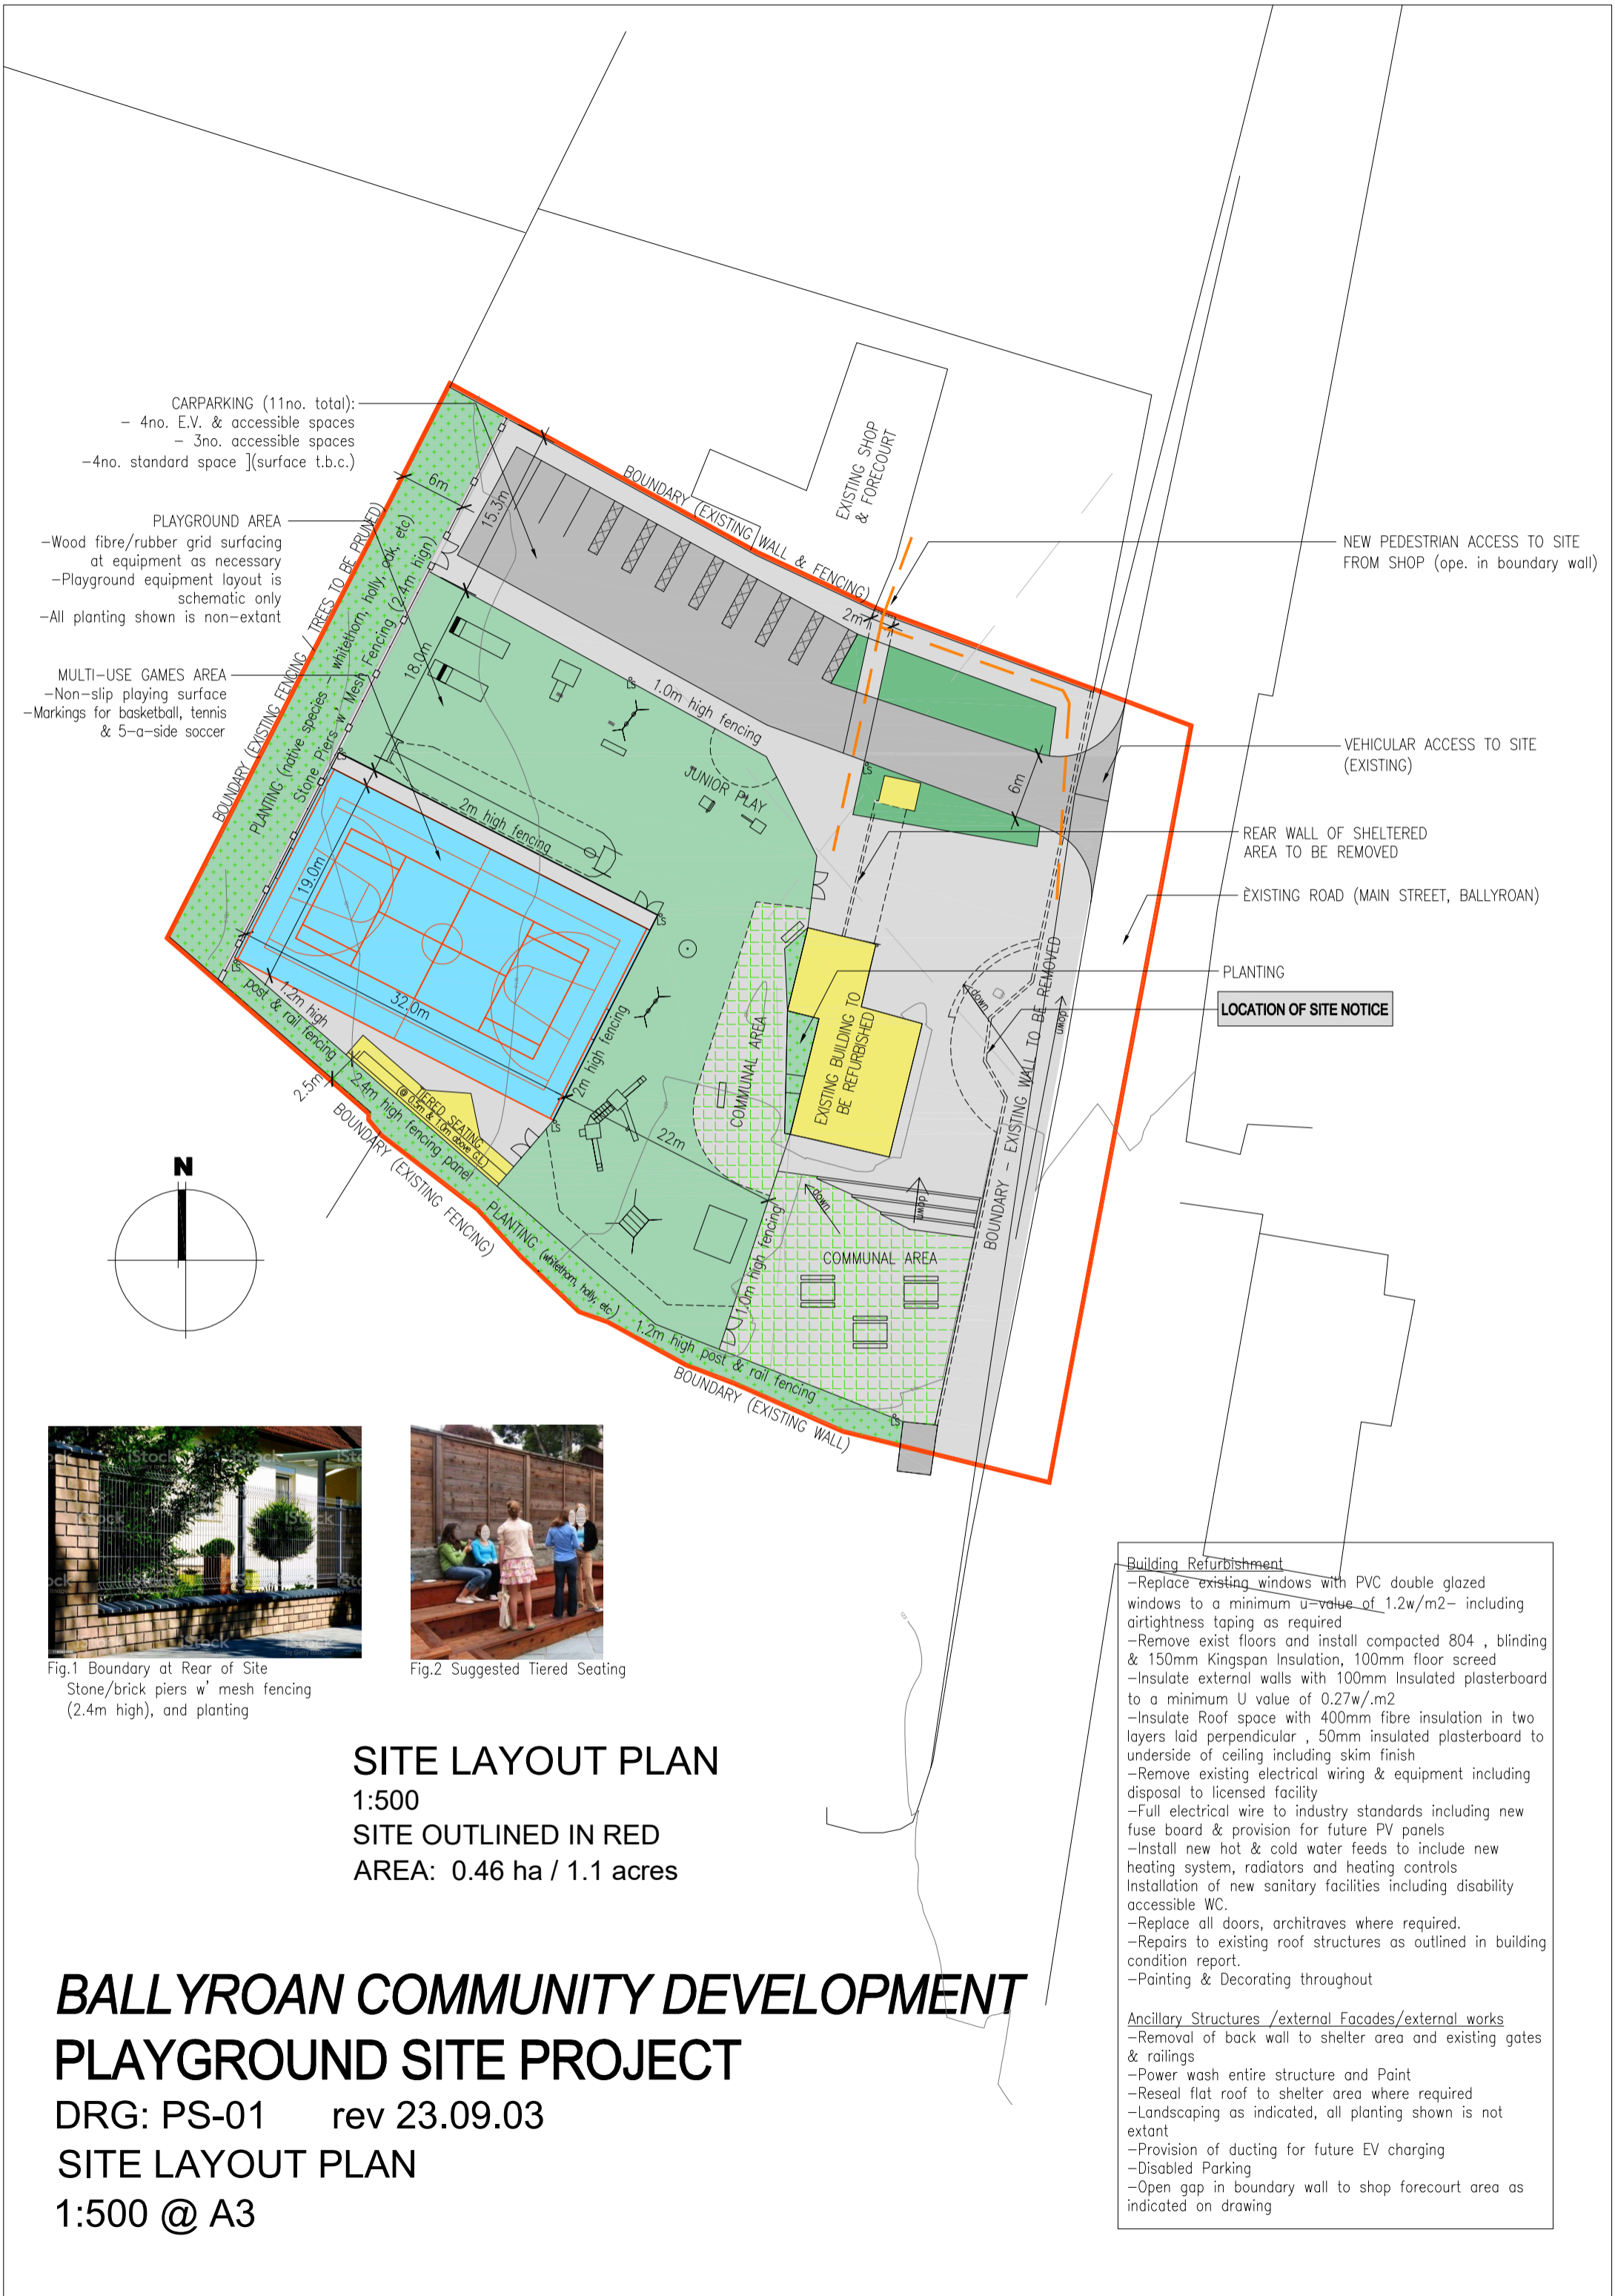 CARPARKING (11no. total):
- 4no. E.V. & accessible spaces
- 3no. accessible spaces
-4no. standard space ](surface t.b.c.)
PLAYGROUND AREA
-Wood fibre/rubber grid surfacing
at equipment as necessary
-Playground equipment layout is
schematic only
-All planting shown is non-extant
MULTI-USE GAMES AREA
-Non-slip playing surface
-Markings for basketball, tennis
& 5-a-side soccer
BOUNDARY (EXISTING FENCING / TREES TO BE PRUNED)
PLANTING (native species - whitethorn, holly, oak, etc)
Stone Piers w' Mesh Fencing (2.4m high)
6m
15.3m
18.0m
BOUNDARY (EXISTING WALL & FENCING)
EXISTING SHOP
& FORECOURT
2m
NEW PEDESTRIAN ACCESS TO SITE
FROM SHOP (ope. in boundary wall)
VEHICULAR ACCESS TO SITE
(EXISTING)
6m
REAR WALL OF SHELTERED
AREA TO BE REMOVED
EXISTING ROAD (MAIN STREET, BALLYROAN)
PLANTING
LOCATION OF SITE NOTICE
1.0m high fencing
JUNIOR PLAY
2m high fencing
19.0m
32.0m
2m high fencing
1.2m high
post & rail fencing
2.5m
2.4m high fencing panel
TIERED SEATING
(@ 0.5m & 1.0m above G.L.)
BOUNDARY (EXISTING FENCING)
PLANTING (whitethorn, holly, etc)
22m
COMMUNAL AREA
EXISTING BUILDING TO
BE REFURBISHED
down
down
down
down
BOUNDARY - EXISTING WALL TO BE REMOVED
COMMUNAL AREA
1.0m high fencing
1.2m high post & rail fencing
BOUNDARY (EXISTING WALL)
N
iStock
Fig.1 Boundary at Rear of Site
Stone/brick piers w' mesh fencing
(2.4m high), and planting
Fig.2 Suggested Tiered Seating
SITE LAYOUT PLAN
1:500
SITE OUTLINED IN RED
AREA: 0.46 ha / 1.1 acres
BALLYROAN COMMUNITY DEVELOPMENT
PLAYGROUND SITE PROJECT
DRG: PS-01 rev 23.09.03
SITE LAYOUT PLAN
1:500 @ A3
Building Refurbishment
-Replace existing windows with PVC double glazed
windows to a minimum u-value of 1.2w/m2- including
airtightness taping as required
-Remove exist floors and install compacted 804 , blinding
& 150mm Kingspan Insulation, 100mm floor screed
-Insulate external walls with 100mm Insulated plasterboard
to a minimum U value of 0.27w/.m2
-Insulate Roof space with 400mm fibre insulation in two
layers laid perpendicular , 50mm insulated plasterboard to
underside of ceiling including skim finish
-Remove existing electrical wiring & equipment including
disposal to licensed facility
-Full electrical wire to industry standards including new
fuse board & provision for future PV panels
-Install new hot & cold water feeds to include new
heating system, radiators and heating controls
Installation of new sanitary facilities including disability
accessible WC.
-Replace all doors, architraves where required.
-Repairs to existing roof structures as outlined in building
condition report.
-Painting & Decorating throughout
Ancillary Structures /external Facades/external works
-Removal of back wall to shelter area and existing gates
& railings
-Power wash entire structure and Paint
-Reseal flat roof to shelter area where required
-Landscaping as indicated, all planting shown is not
extant
-Provision of ducting for future EV charging
-Disabled Parking
-Open gap in boundary wall to shop forecourt area as
indicated on drawing